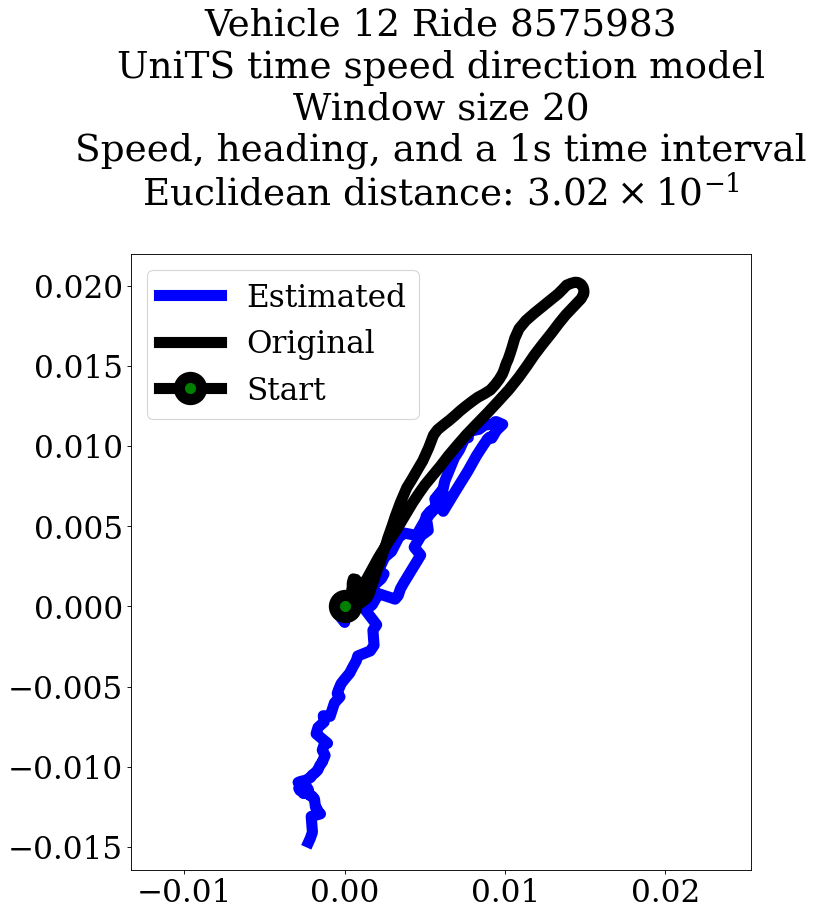 Vehicle 12 Ride 8575983
UniTS time speed direction model
Window size 20
Speed, heading, and a 1s time interval
Euclidean distance: 3.02 × 10⁻¹
Estimated
Original
Start
0.020
0.015
0.010
0.005
0.000
−0.005
−0.010
−0.015
−0.01 0.00 0.01 0.02